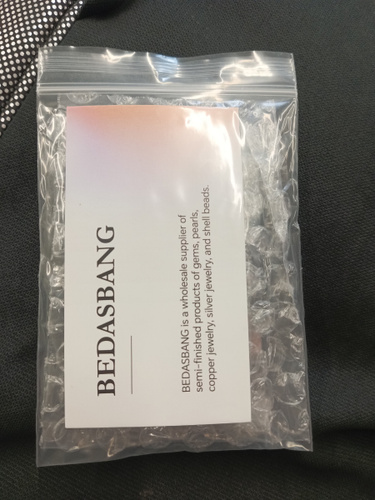 BEDASBANG
BEDASBANG is a wholesale supplier of
semi-finished products of gems, pearls,
copper jewelry, silver jewelry, and shell beads.